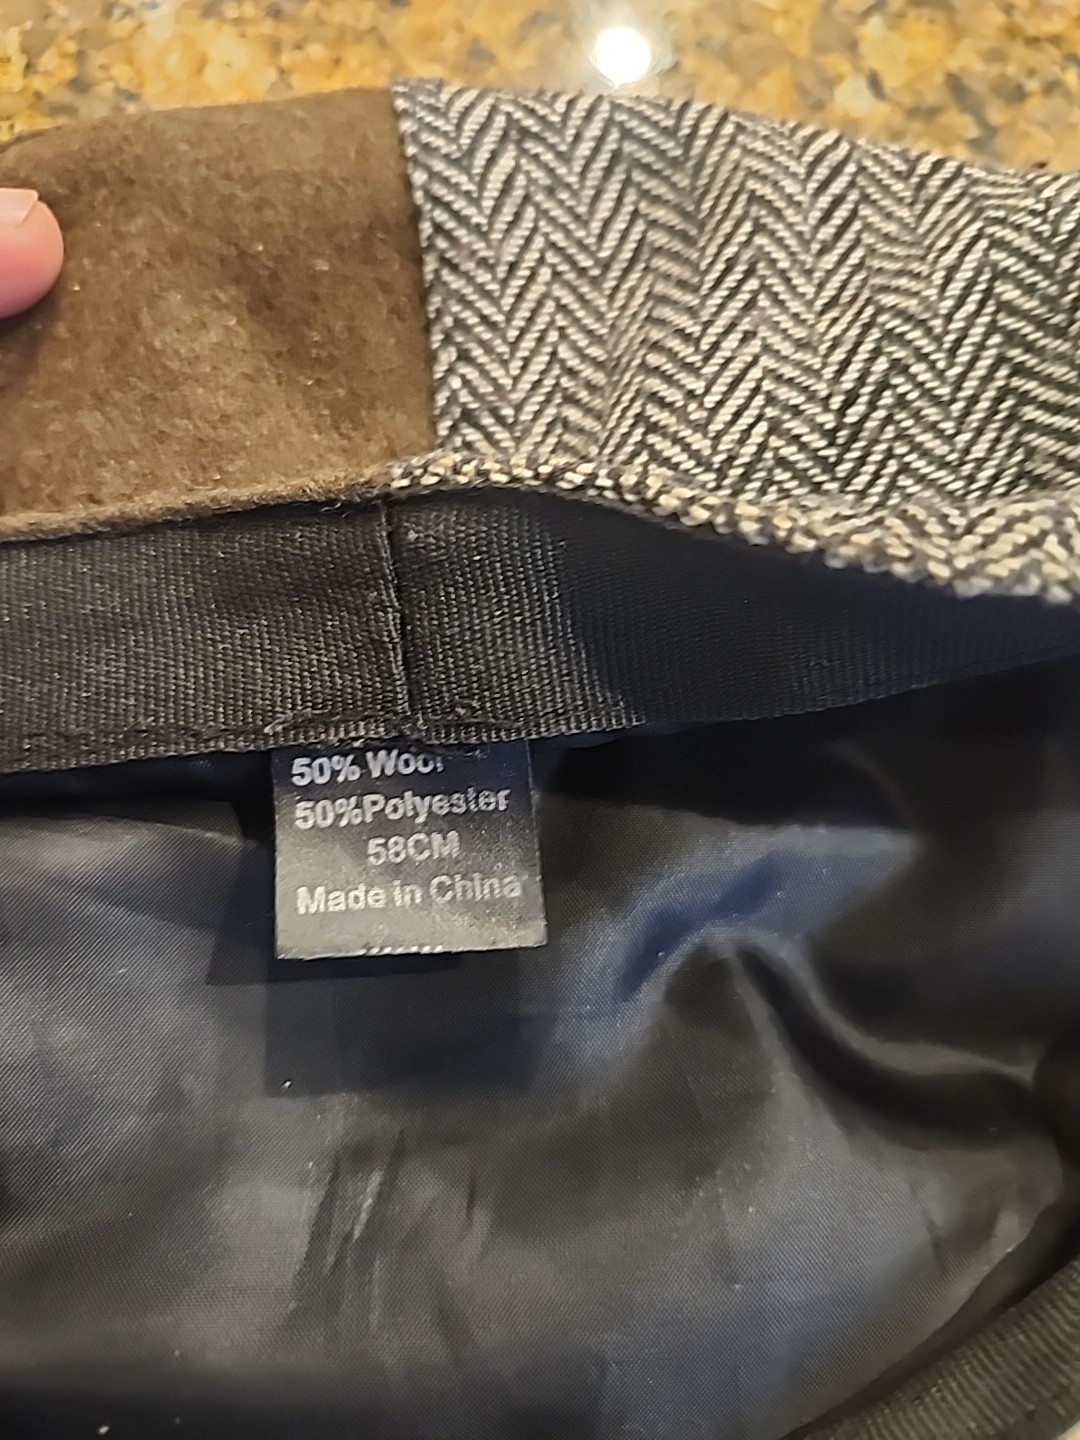 50% Wool
50%Polyester
58CM
Made in China